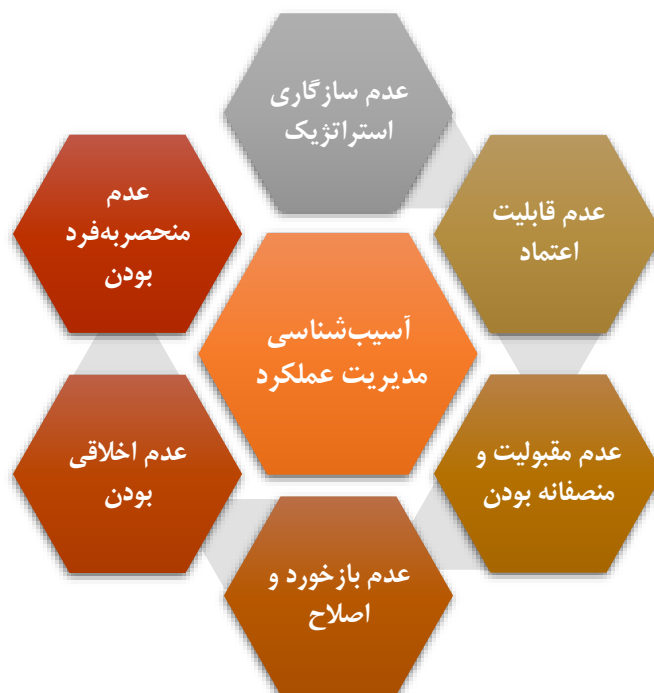 عدم سازگاری
استراتژیک
عدم قابلیت
اعتماد
عدم مقبولیت و
منصفانه بودن
عدم بازخورد و
اصلاح
عدم اخلاقی
بودن
عدم
منحصربه‌فرد
بودن
آسیب‌شناسی
مدیریت عملکرد